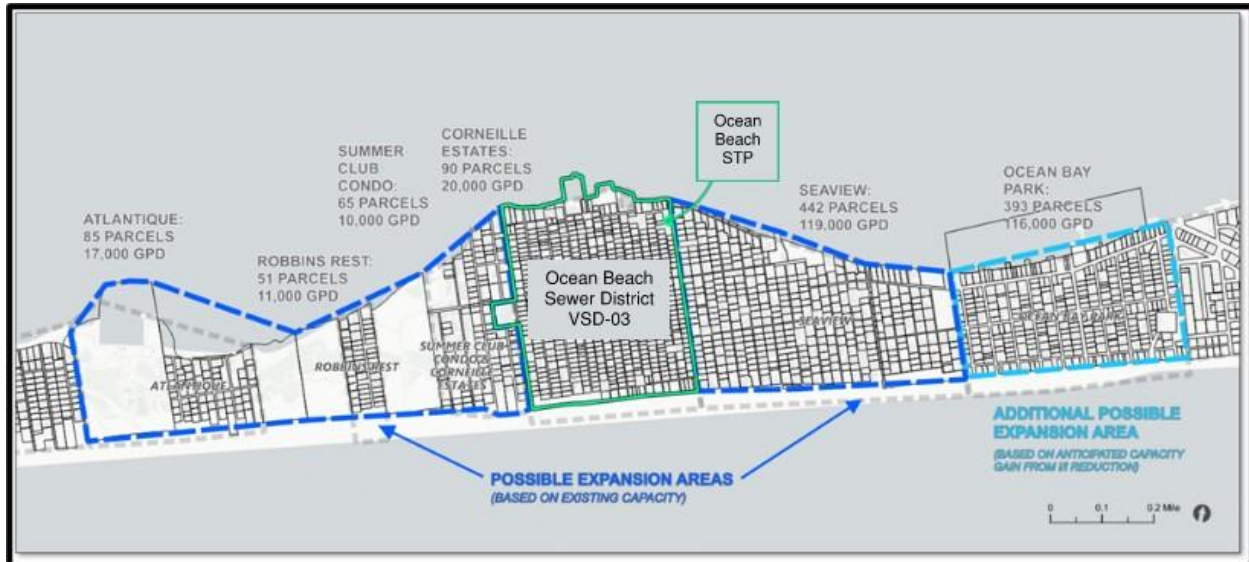 ATLANTIQUE:
85 PARCELS
17,000 GPD
ROBBINS REST:
51 PARCELS
11,000 GPD
SUMMER
CLUB
CONDO:
65 PARCELS
10,000 GPD
CORNEILLE
ESTATES:
90 PARCELS
20,000 GPD
Ocean
Beach
STP
SEAVIEW:
442 PARCELS
119,000 GPD
OCEAN BAY
PARK:
393 PARCELS
116,000 GPD
Ocean Beach
Sewer District
VSD-03
ATLANTIQUE
ROBBINS REST
SUMMER CLUB
CONDO &
CORNEILLE
ESTATES
SEAVIEW
OCEAN BAY PARK
POSSIBLE EXPANSION AREAS
(BASED ON EXISTING CAPACITY)
ADDITIONAL POSSIBLE
EXPANSION AREA
(BASED ON ANTICIPATED CAPACITY
GAIN FROM I/I REDUCTION)
0 0.1 0.2 Mile